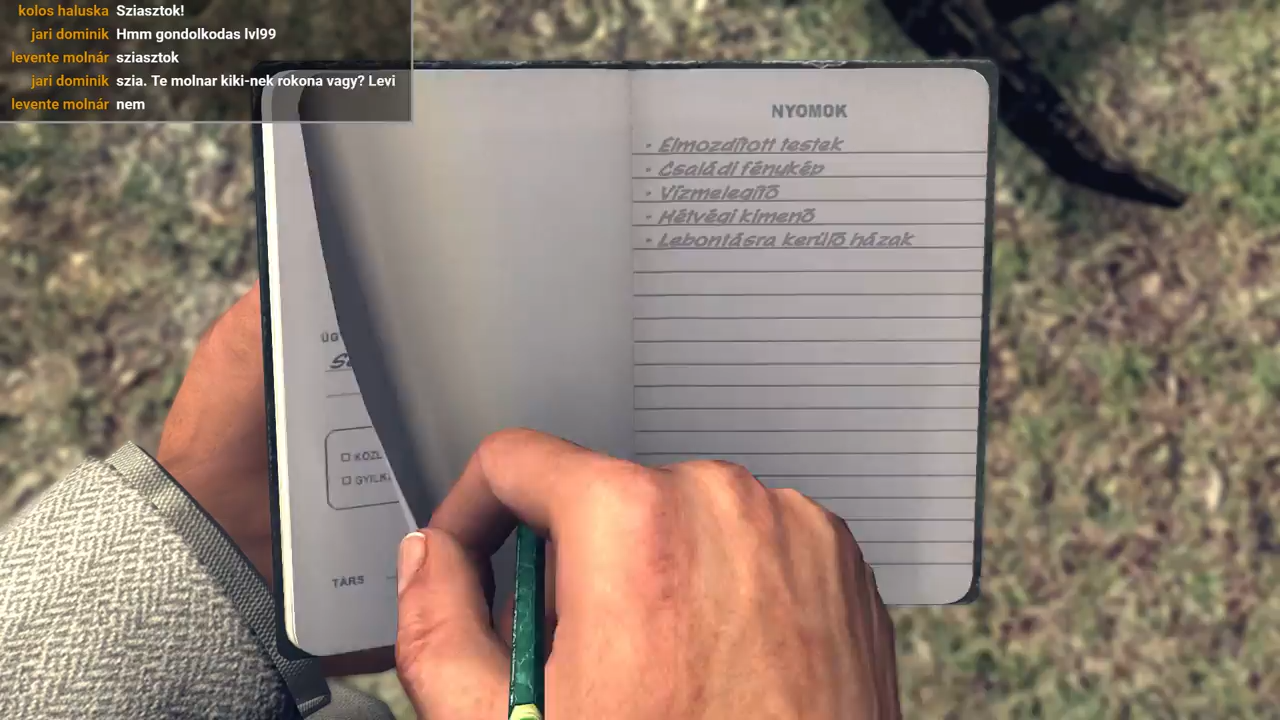 kolos haluska Sziasztok!
jari dominik Hmm gondolkodas lvl99
levente molnár sziasztok
jari dominik szia. Te molnar kiki-nek rokona vagy? Levi
levente molnár nem
NYOMOK
• Elmozdított testek
• Családi fénykép
• Vízmelegítő
• Hétvégi kimenő
• Lebontásra kerülő házak
TÁRS